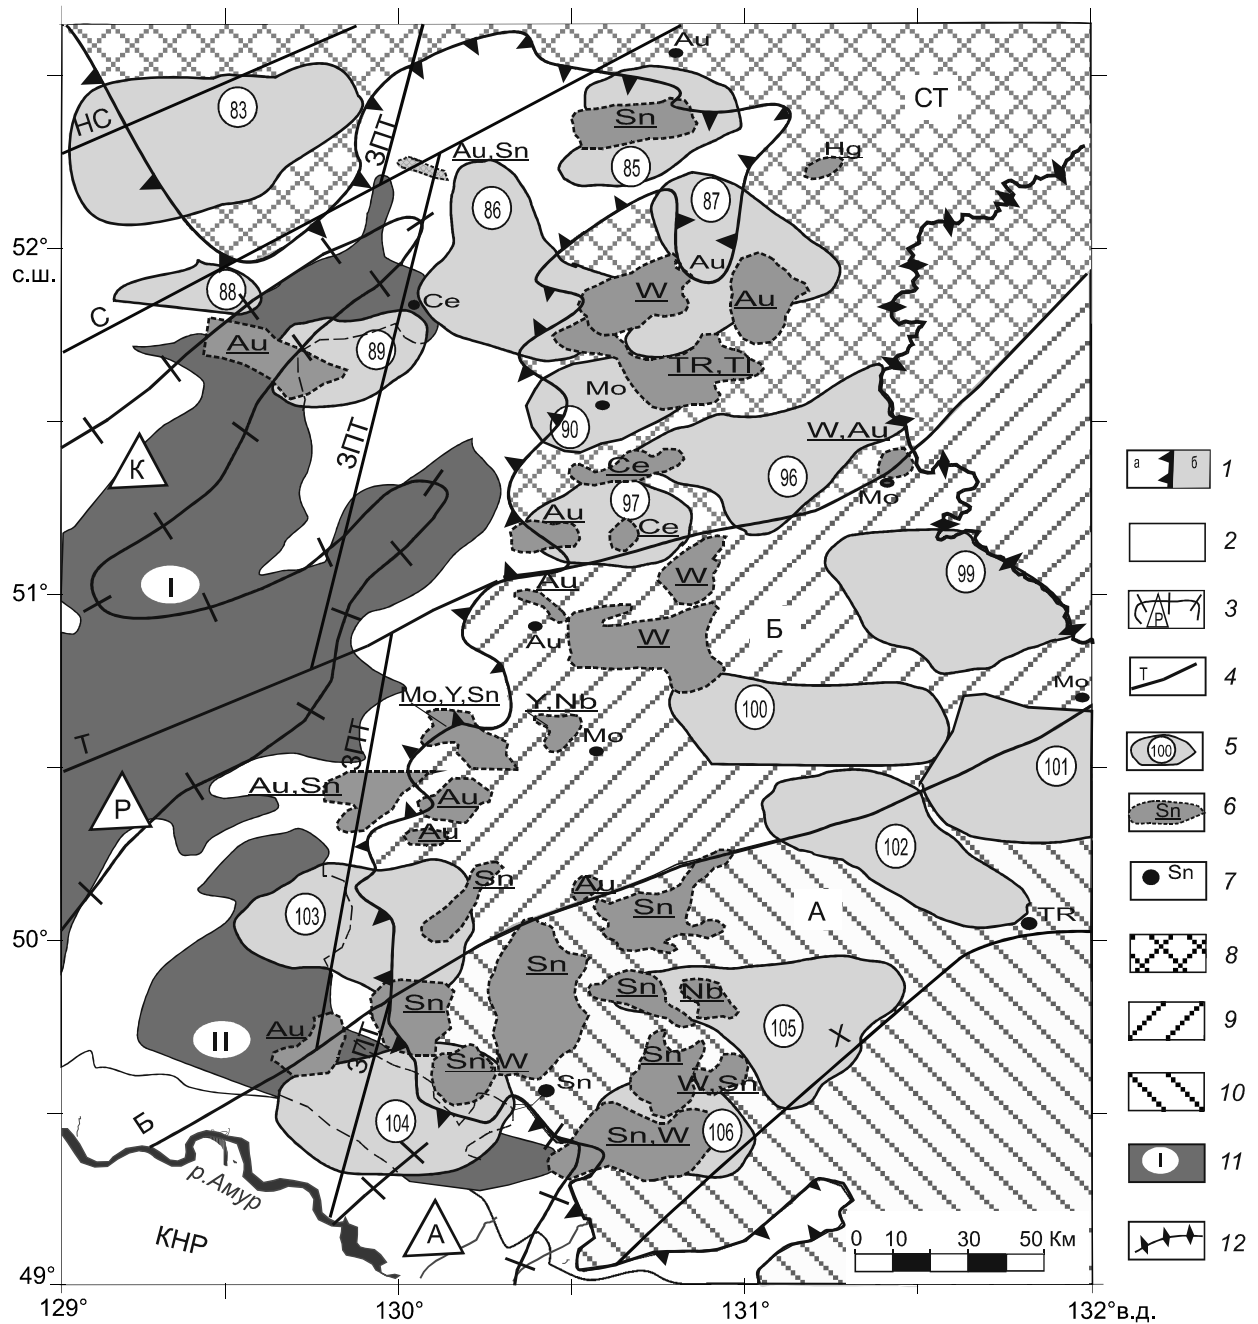 Au
83
СТ
НС
Sn
ЗПТ
Au,Sn
85
Hg
86
87
52°
с.ш.
Au
88
W
Au
Ce
С
Au
89
TR,Tl
Mo
90
W,Au
ЗПТ
К
Ce
96
а
б
1
Mo
97
Au
Ce
2
99
51°
I
Au
W
Р
3
Б
Au
W
Т
4
Mo
Mo,Y,Sn
Y,Nb
100
Т
ЗПТ
Mo
100
5
101
Au,Sn
Au
Р
Sn
6
Au
102
Sn
Sn
7
Au
103
Sn
А
TR
50°
8
Sn
Sn
Nb
Sn
105
9
Au
II
ЗПТ
Sn,W
Sn
W,Sn
Sn
10
Б
104
Sn,W
106
I
11
р.Амур
А
КНР
0
10
30
50 Км
12
49°
129°
130°
131°
132°в.д.